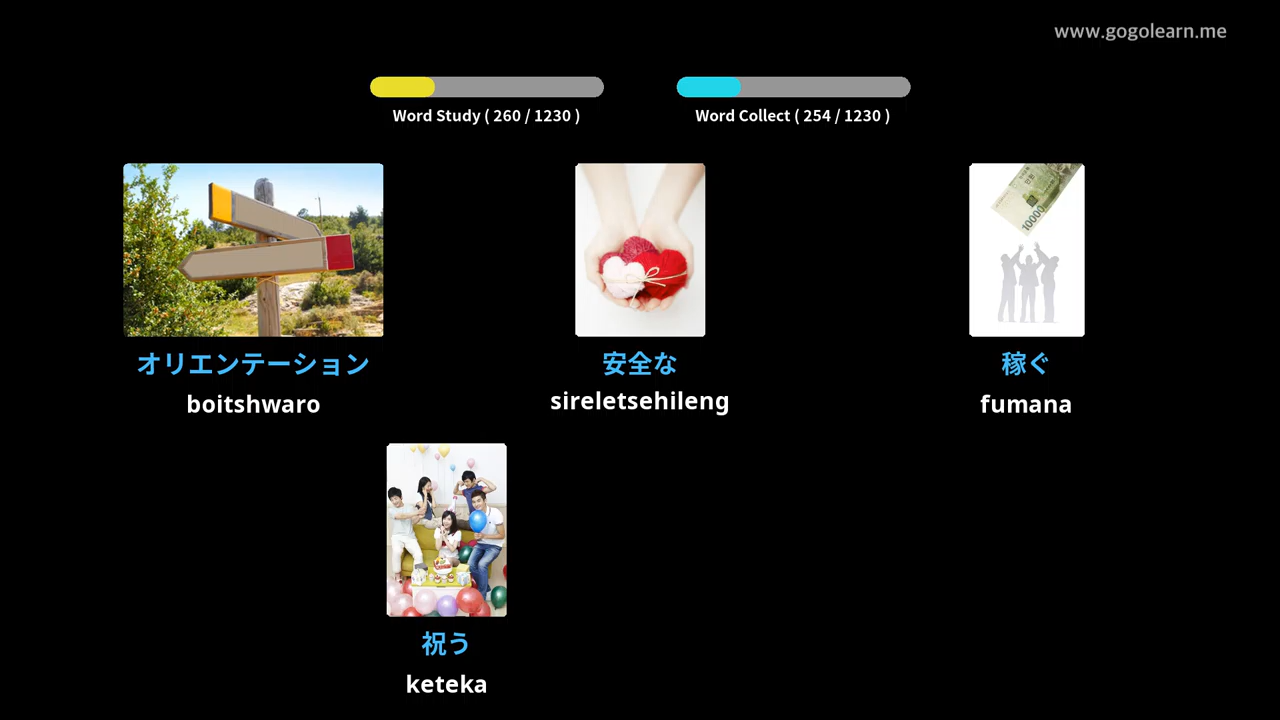 www.gogolearn.me
Word Study ( 260 / 1230 )
Word Collect ( 254 / 1230 )
オリエンテーション
boitshwaro
安全な
sireletsehileng
10000
稼ぐ
fumana
祝う
keteka